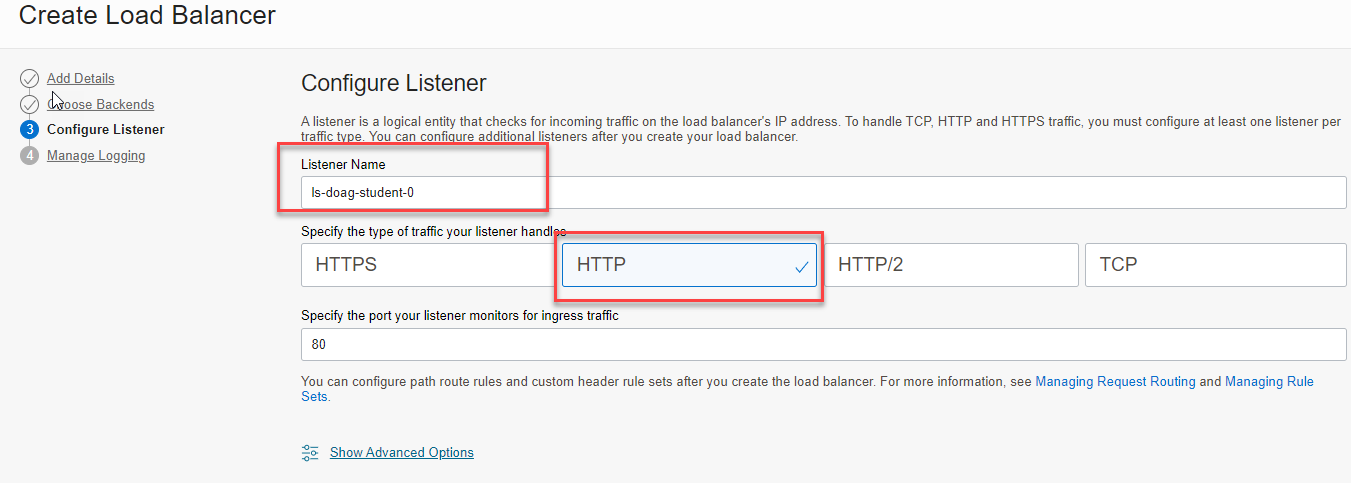 Create Load Balancer
Add Details
Choose Backends
3 Configure Listener
4 Manage Logging
Configure Listener
A listener is a logical entity that checks for incoming traffic on the load balancer's IP address. To handle TCP, HTTP and HTTPS traffic, you must configure at least one listener per
traffic type. You can configure additional listeners after you create your load balancer.
Listener Name
ls-doag-student-0
Specify the type of traffic your listener handles
HTTPS
HTTP
HTTP/2
TCP
Specify the port your listener monitors for ingress traffic
80
You can configure path route rules and custom header rule sets after you create the load balancer. For more information, see Managing Request Routing and Managing Rule
Sets.
Show Advanced Options